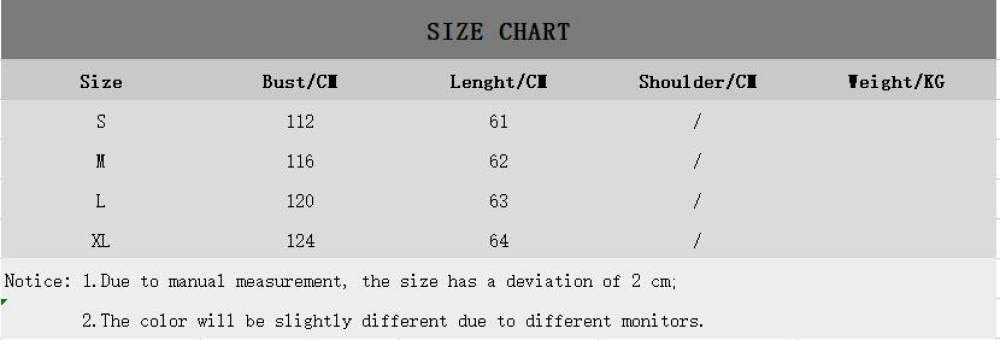 SIZE CHART
Size Bust/CM Lenght/CM Shoulder/CM Weight/KG
S 112 61 /
M 116 62 /
L 120 63 /
XL 124 64 /
Notice: 1.Due to manual measurement, the size has a deviation of 2 cm;
2.The color will be slightly different due to different monitors.